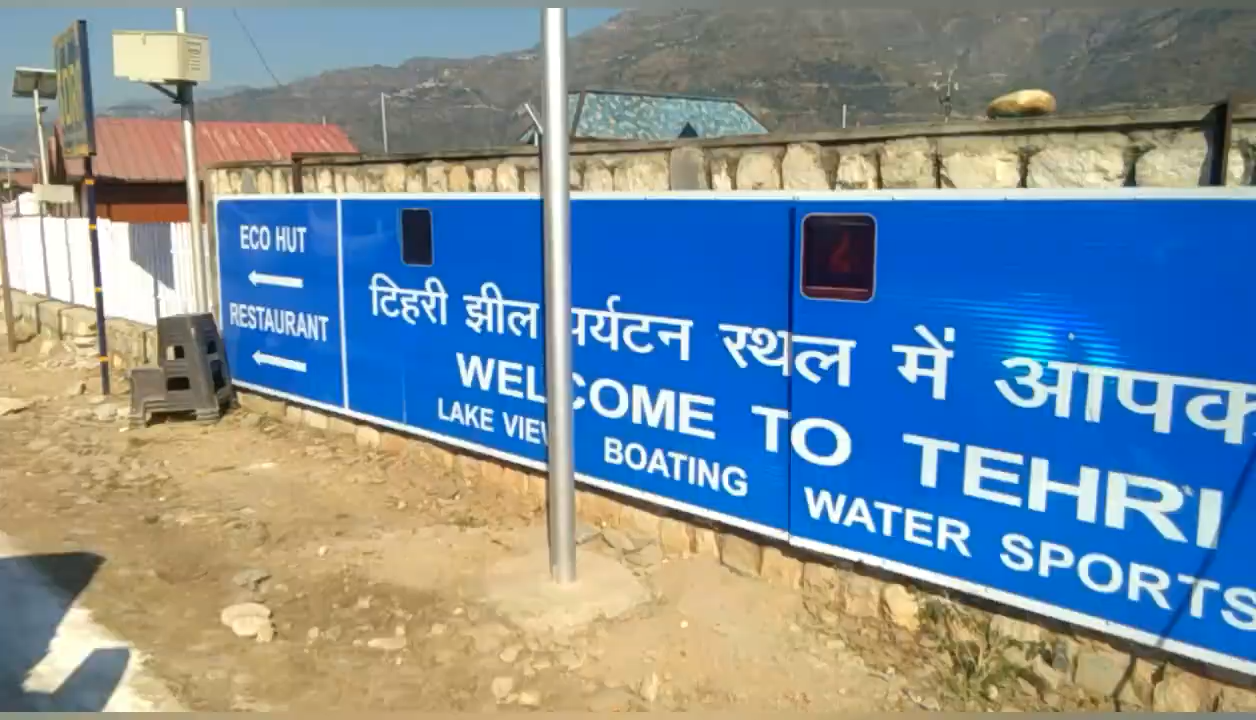 ECO HUT
RESTAURANT
टिहरी झील पर्यटन स्थल में आपक
WELCOME TO TEHRI
LAKE VIEW BOATING WATER SPORTS